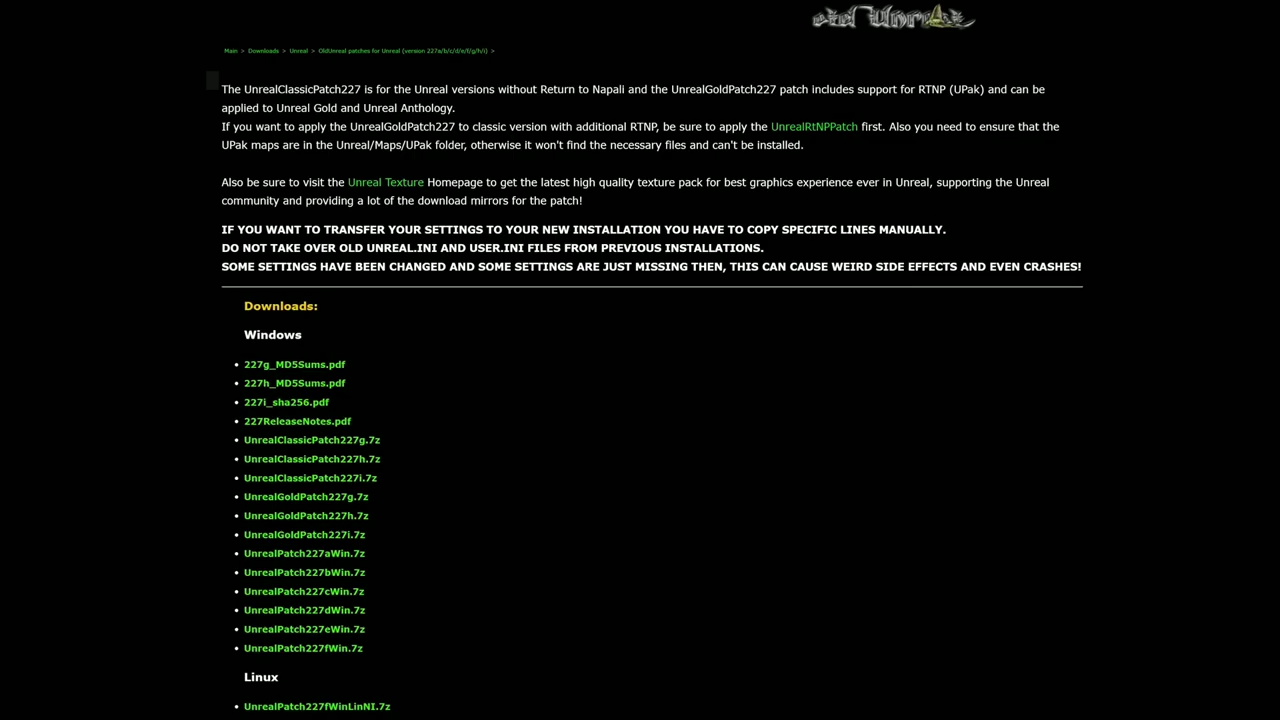 old Unreal
Main > Downloads > Unreal > OldUnreal patches for Unreal (version 227a/b/c/d/e/f/g/h/i) >
The UnrealClassicPatch227 is for the Unreal versions without Return to Napali and the UnrealGoldPatch227 patch includes support for RTNP (UPak) and can be
applied to Unreal Gold and Unreal Anthology.
If you want to apply the UnrealGoldPatch227 to classic version with additional RTNP, be sure to apply the UnrealRtNPPatch first. Also you need to ensure that the
UPak maps are in the Unreal/Maps/UPak folder, otherwise it won't find the necessary files and can't be installed.
Also be sure to visit the Unreal Texture Homepage to get the latest high quality texture pack for best graphics experience ever in Unreal, supporting the Unreal
community and providing a lot of the download mirrors for the patch!
IF YOU WANT TO TRANSFER YOUR SETTINGS TO YOUR NEW INSTALLATION YOU HAVE TO COPY SPECIFIC LINES MANUALLY.
DO NOT TAKE OVER OLD UNREAL.INI AND USER.INI FILES FROM PREVIOUS INSTALLATIONS.
SOME SETTINGS HAVE BEEN CHANGED AND SOME SETTINGS ARE JUST MISSING THEN, THIS CAN CAUSE WEIRD SIDE EFFECTS AND EVEN CRASHES!
Downloads:
Windows
• 227g_MD5Sums.pdf
• 227h_MD5Sums.pdf
• 227i_sha256.pdf
• 227ReleaseNotes.pdf
• UnrealClassicPatch227g.7z
• UnrealClassicPatch227h.7z
• UnrealClassicPatch227i.7z
• UnrealGoldPatch227g.7z
• UnrealGoldPatch227h.7z
• UnrealGoldPatch227i.7z
• UnrealPatch227aWin.7z
• UnrealPatch227bWin.7z
• UnrealPatch227cWin.7z
• UnrealPatch227dWin.7z
• UnrealPatch227eWin.7z
• UnrealPatch227fWin.7z
Linux
• UnrealPatch227fWinLinNI.7z